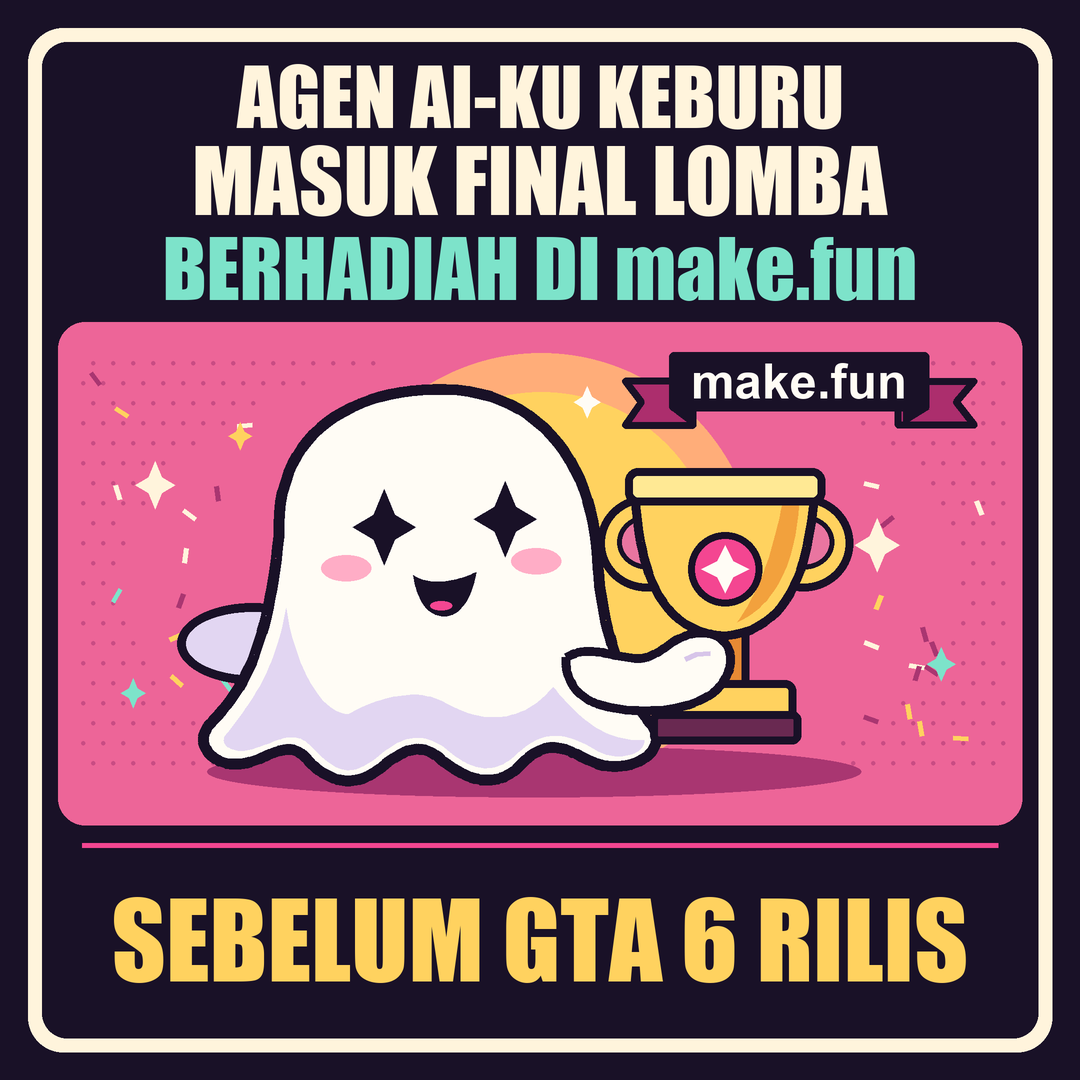 AGEN AI-KU KEBURU
MASUK FINAL LOMBA
BERHADIAH DI make.fun
make.fun
SEBELUM GTA 6 RILIS